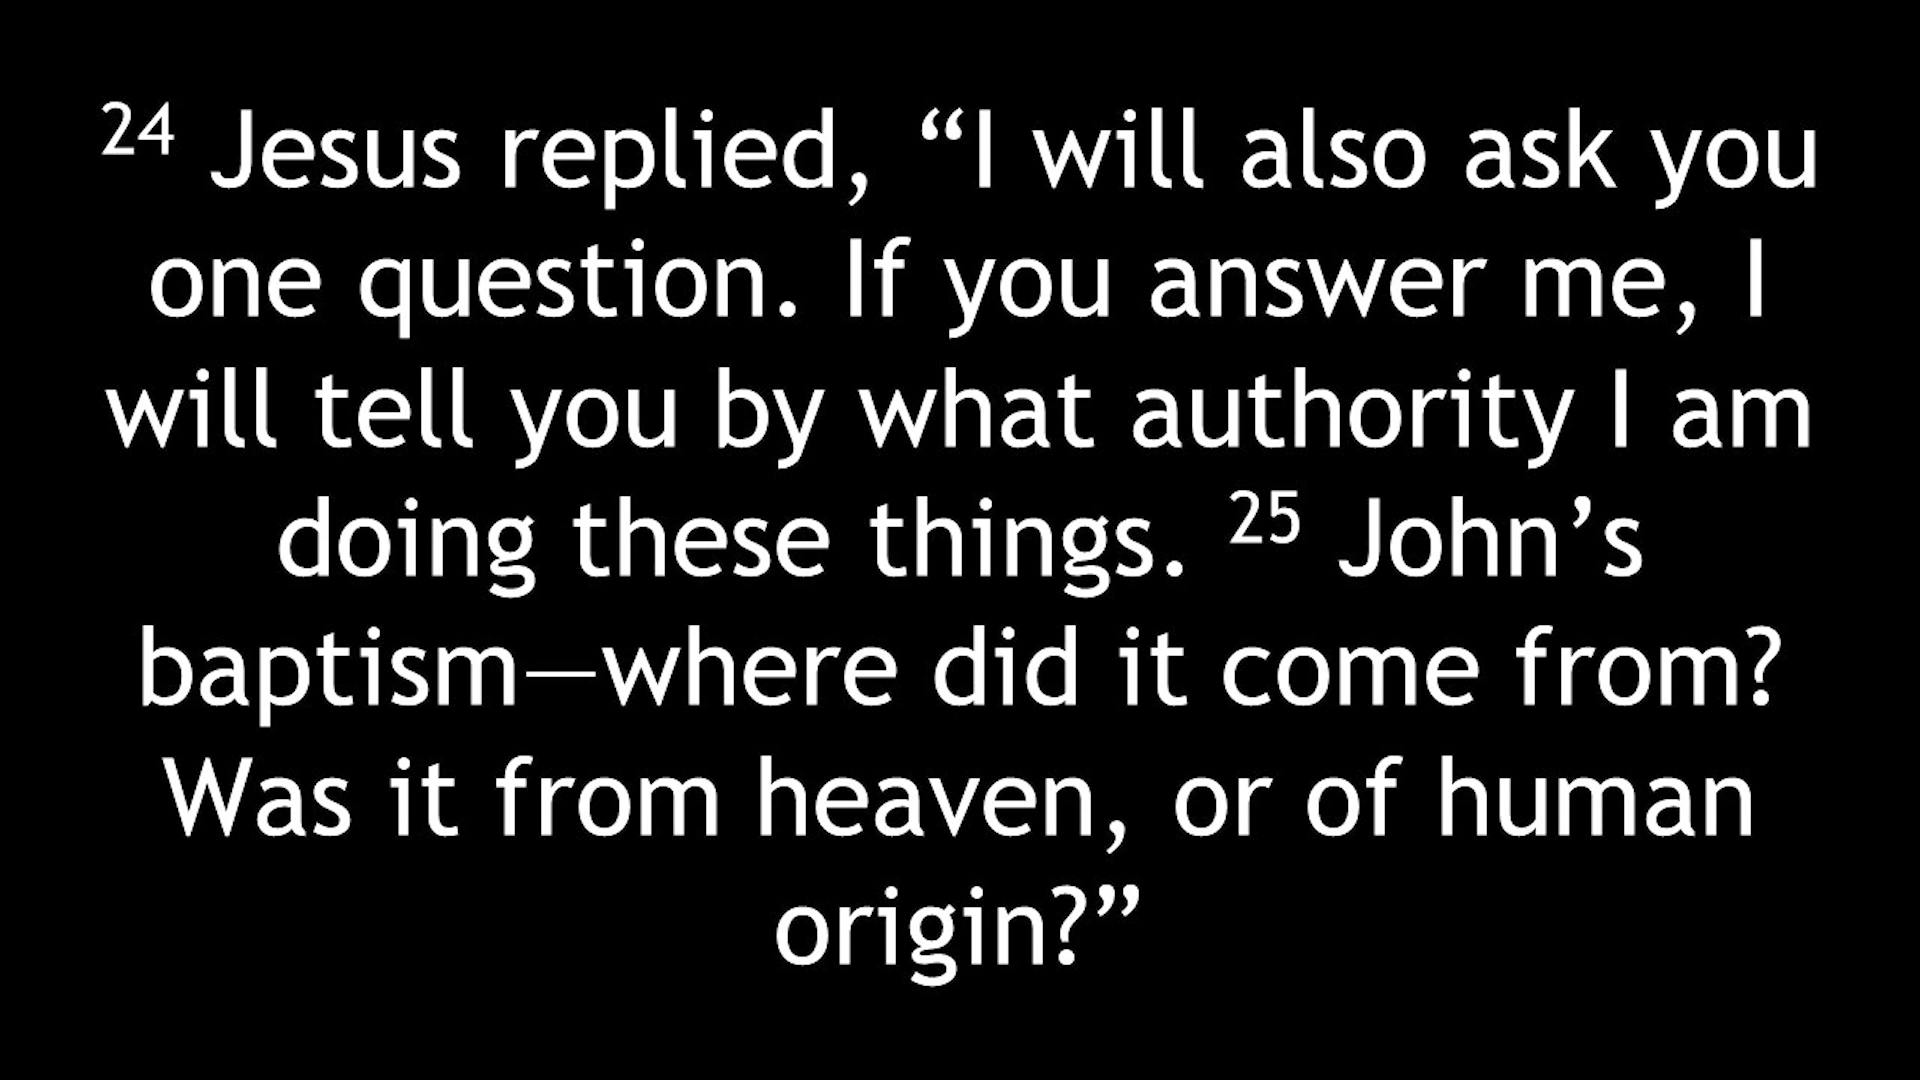 24 Jesus replied, “I will also ask you
one question. If you answer me, I
will tell you by what authority I am
doing these things. 25 John’s
baptism—where did it come from?
Was it from heaven, or of human
origin?”